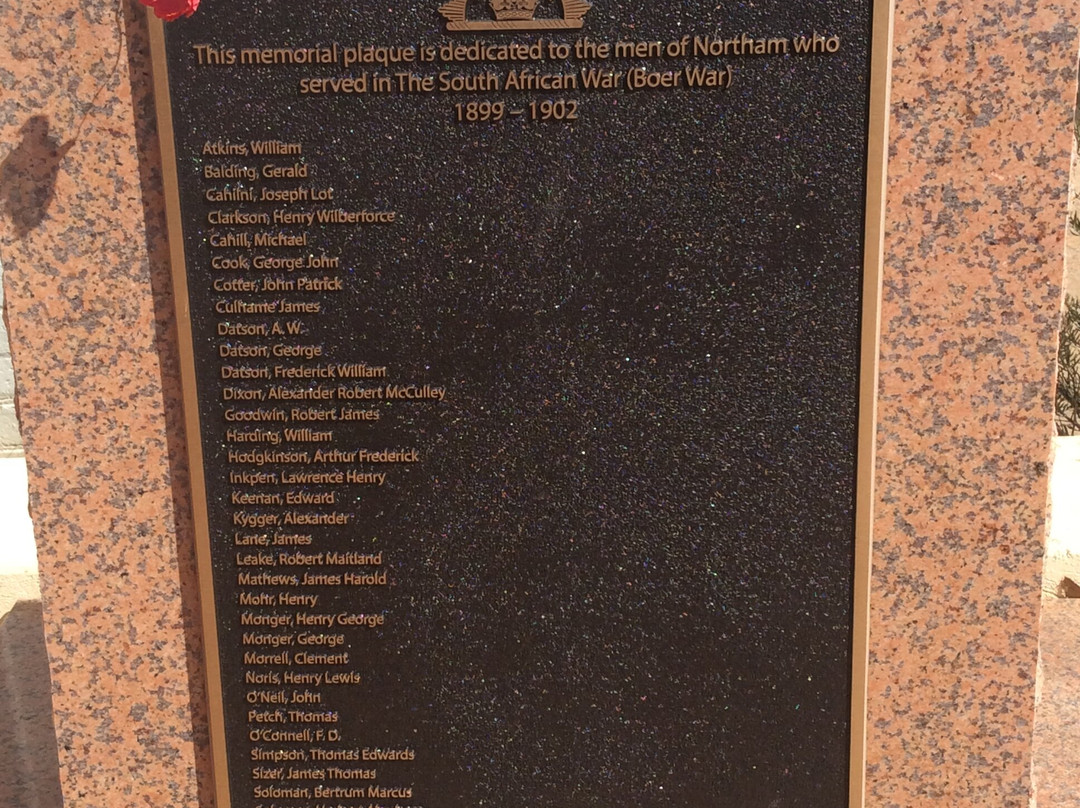 This memorial plaque is dedicated to the men of Northam who
served in The South African War (Boer War)
1899 – 1902
Atkins, William
Balding, Gerald
Cahilni, Joseph Lot
Clarkson, Henry Wilberforce
Cahill, Michael
Cook, George John
Cotter, John Patrick
Culhame James
Datson, A. W.
Datson, George
Datson, Frederick William
Dixon, Alexander Robert McCulley
Goodwin, Robert James
Harding, William
Hodgkinson, Arthur Frederick
Inkpen, Lawrence Henry
Keenan, Edward
Kygger, Alexander
Lane, James
Leake, Robert Maitland
Mathews, James Harold
Mohr, Henry
Monger, Henry George
Monger, George
Morrell, Clement
Noris, Henry Lewis
O'Neil, John
Petch, Thomas
O'Connell, F. D.
Simpson, Thomas Edwards
Sizer, James Thomas
Soloman, Bertrum Marcus